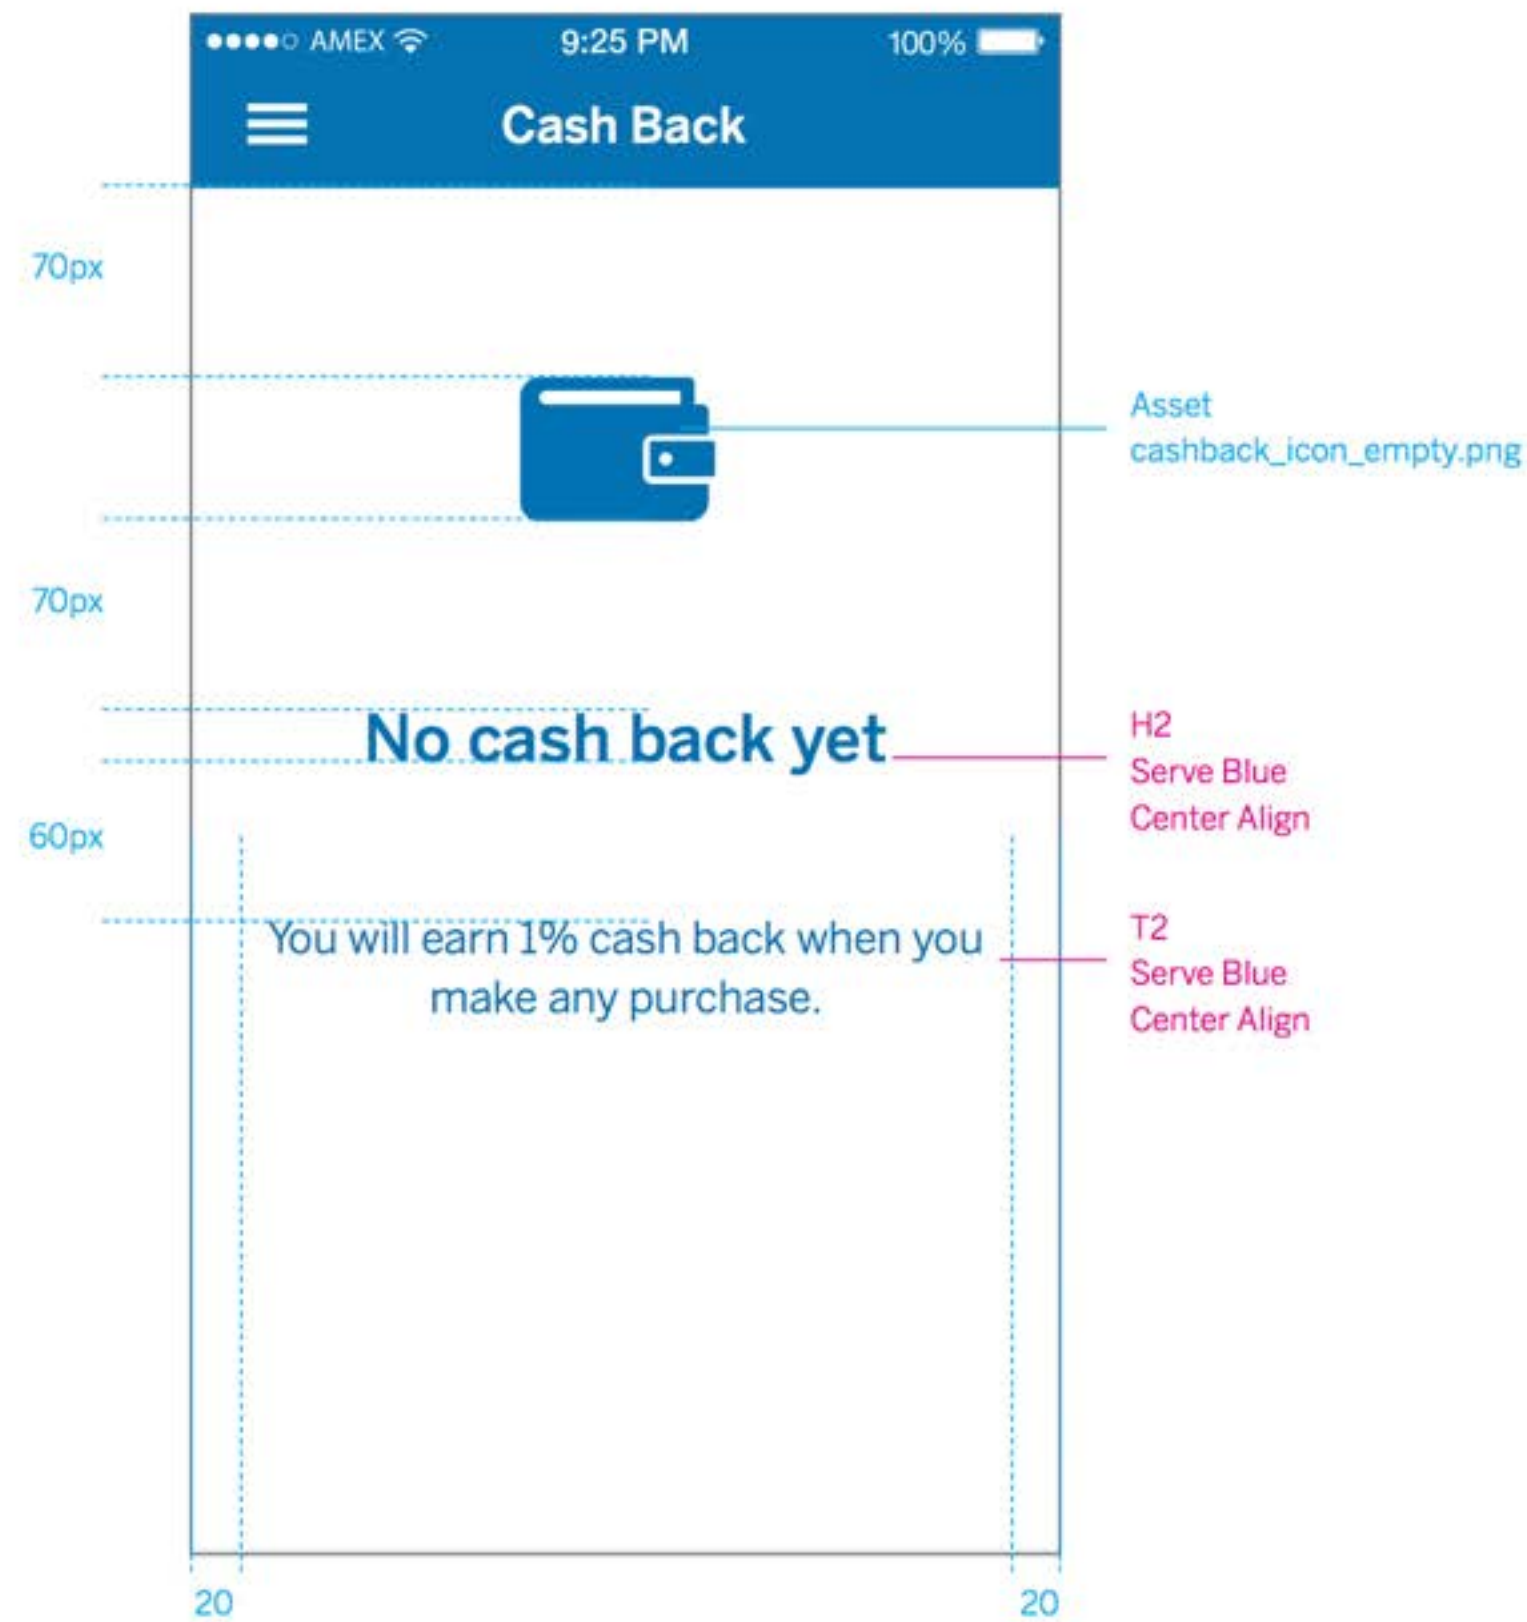 AMEX 9:25 PM 100%
Cash Back
70px
Asset
cashback_icon_empty.png
70px
No cash back yet
H2
Serve Blue
Center Align
60px
You will earn 1% cash back when you
make any purchase.
T2
Serve Blue
Center Align
20 20